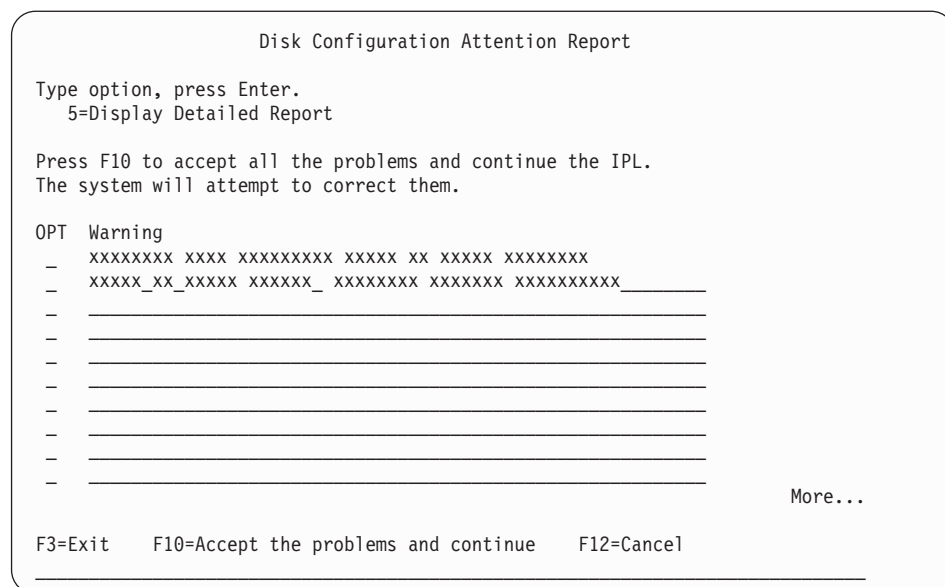 Disk Configuration Attention Report
Type option, press Enter.
5=Display Detailed Report
Press F10 to accept all the problems and continue the IPL.
The system will attempt to correct them.
OPT Warning
_ xxxxxxxx xxxx xxxxxxxxx xxxxx xx xxxxx xxxxxxxx
_ xxxxx_xx_xxxxx xxxxxx_ xxxxxxxx xxxxxxx xxxxxxxxxx________
More...
F3=Exit F10=Accept the problems and continue F12=Cancel